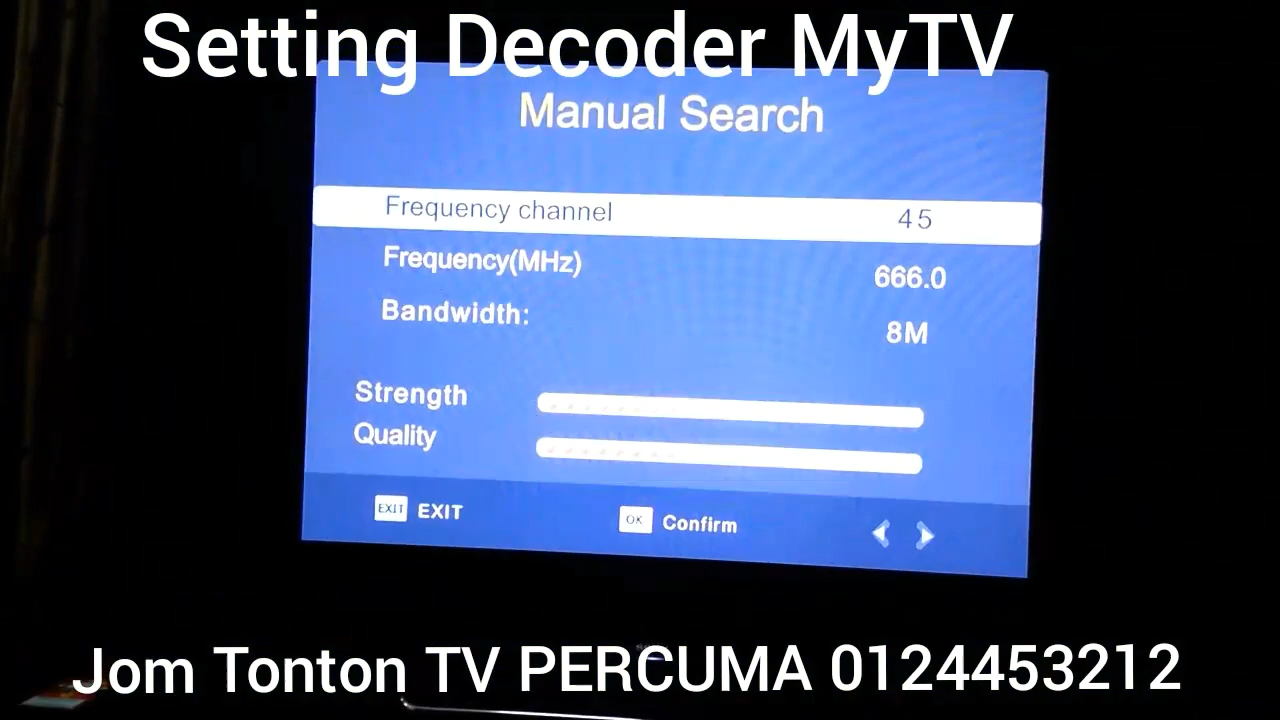 Setting Decoder MyTV
Manual Search
Frequency channel 45
Frequency(MHz) 666.0
Bandwidth: 8M
Strength
Quality
EXIT EXIT
OK Confirm
Jom Tonton TV PERCUMA 0124453212